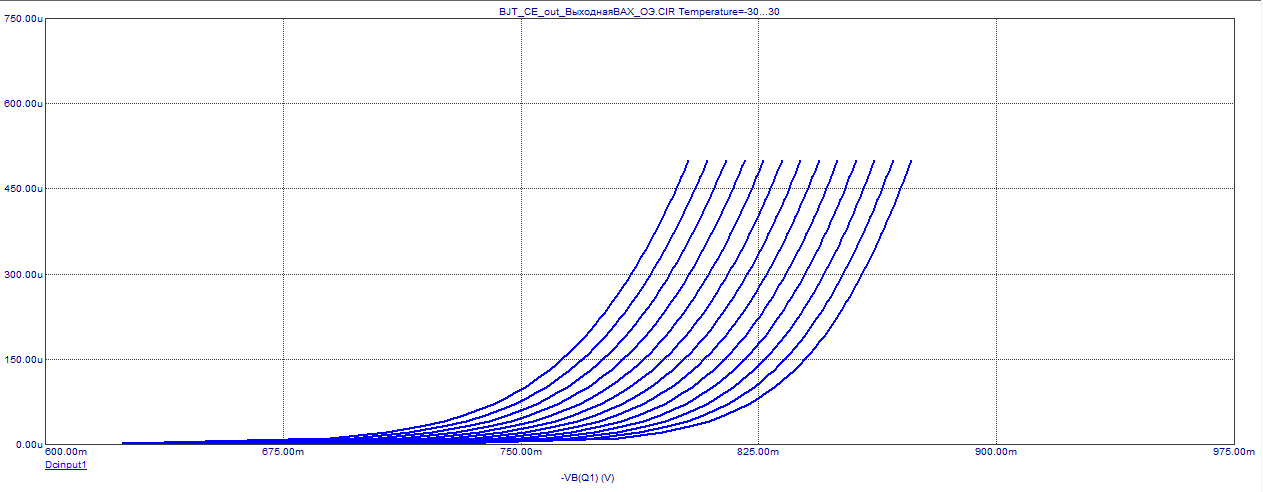 BJT_CE_out_ВыходнаяВАХ_ОЭ.CIR Temperature=-30...30
750.00u
600.00u
450.00u
300.00u
150.00u
0.00u
600.00m 675.00m 750.00m 825.00m 900.00m 975.00m
Dcinput1
-VB(Q1) (V)